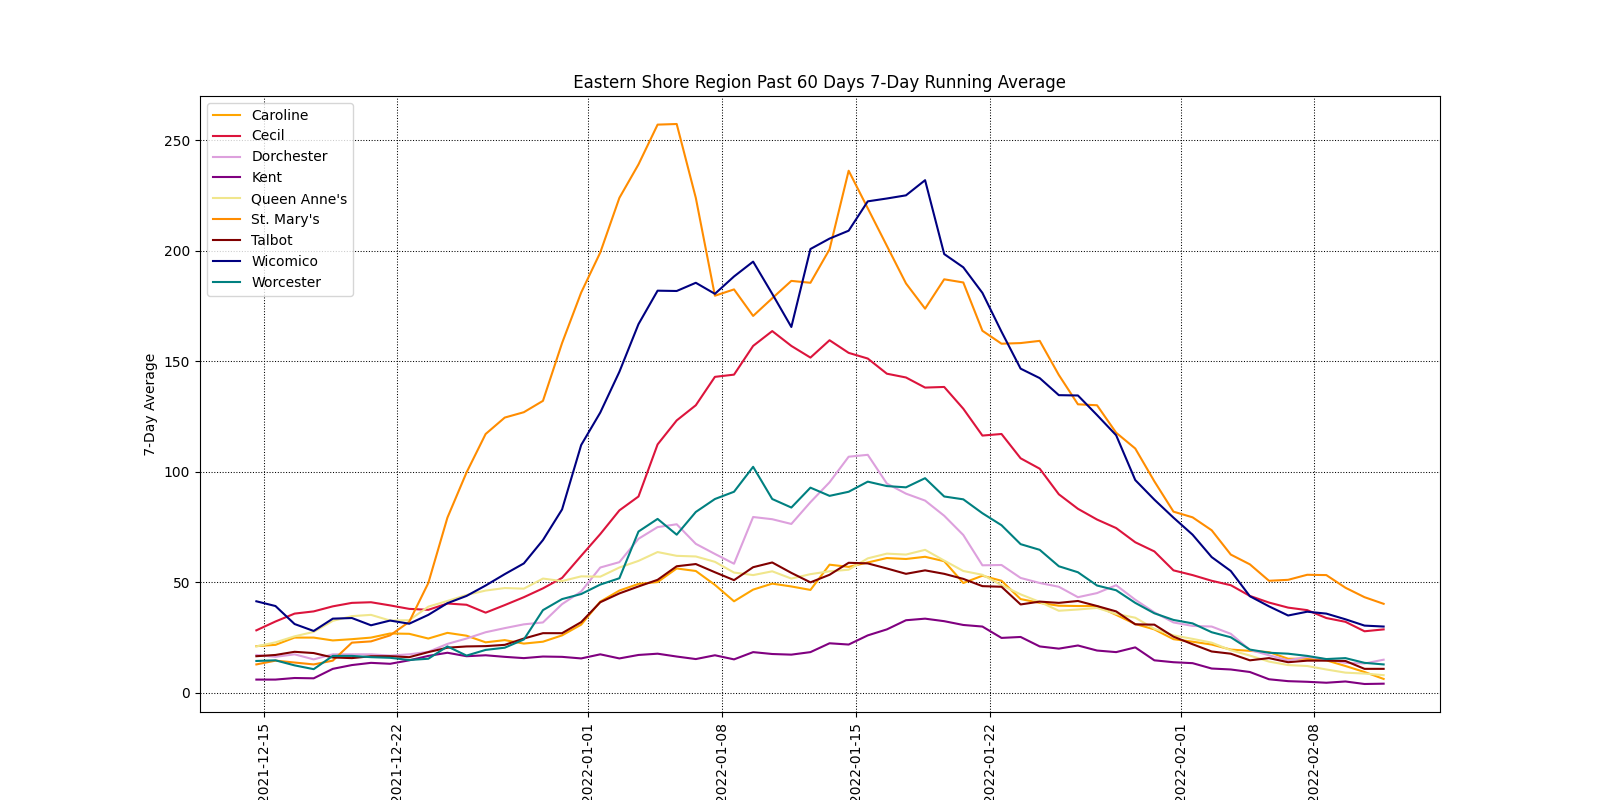 Eastern Shore Region Past 60 Days 7-Day Running Average
Caroline
Cecil
Dorchester
Kent
Queen Anne's
St. Mary's
Talbot
Wicomico
Worcester
7-Day Average
250
200
150
100
50
0
2021-12-15
2021-12-22
2022-01-01
2022-01-08
2022-01-15
2022-01-22
2022-02-01
2022-02-08